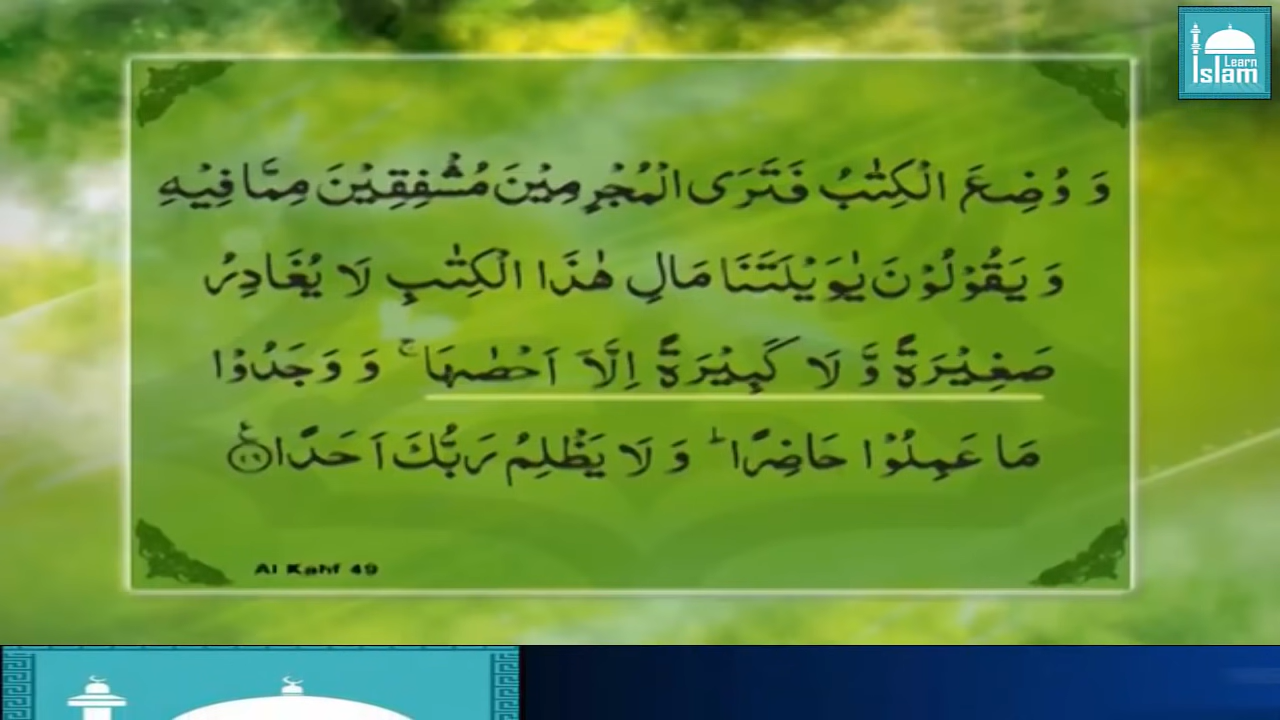 Learn
Islam
وَ وُضِعَ الْكِتٰبُ فَتَرَى الْمُجْرِمِيْنَ مُشْفِقِيْنَ مِمَّا فِيْهِ
وَ يَقُوْلُوْنَ يٰوَيْلَتَنَا مَالِ هٰذَا الْكِتٰبِ لَا يُغَادِرُ
صَغِيْرَةً وَّ لَا كَبِيْرَةً اِلَّاۤ اَحْصٰىهَا ۚ وَ وَجَدُوْا
مَا عَمِلُوْا حَاضِرًا ؕ وَ لَا يَظْلِمُ رَبُّكَ اَحَدًا
Al Kahf 49